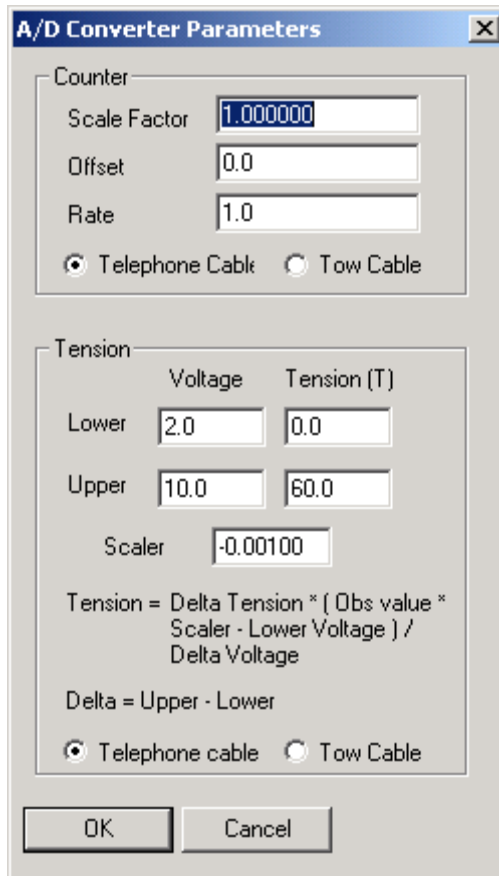 A/D Converter Parameters
Counter
Scale Factor 1.000000
Offset 0.0
Rate 1.0
Telephone Cable Tow Cable
Tension
Voltage Tension (T)
Lower 2.0 0.0
Upper 10.0 60.0
Scaler -0.00100
Tension = Delta Tension * ( Obs value *
Scaler - Lower Voltage ) /
Delta Voltage
Delta = Upper - Lower
Telephone cable Tow Cable
OK Cancel